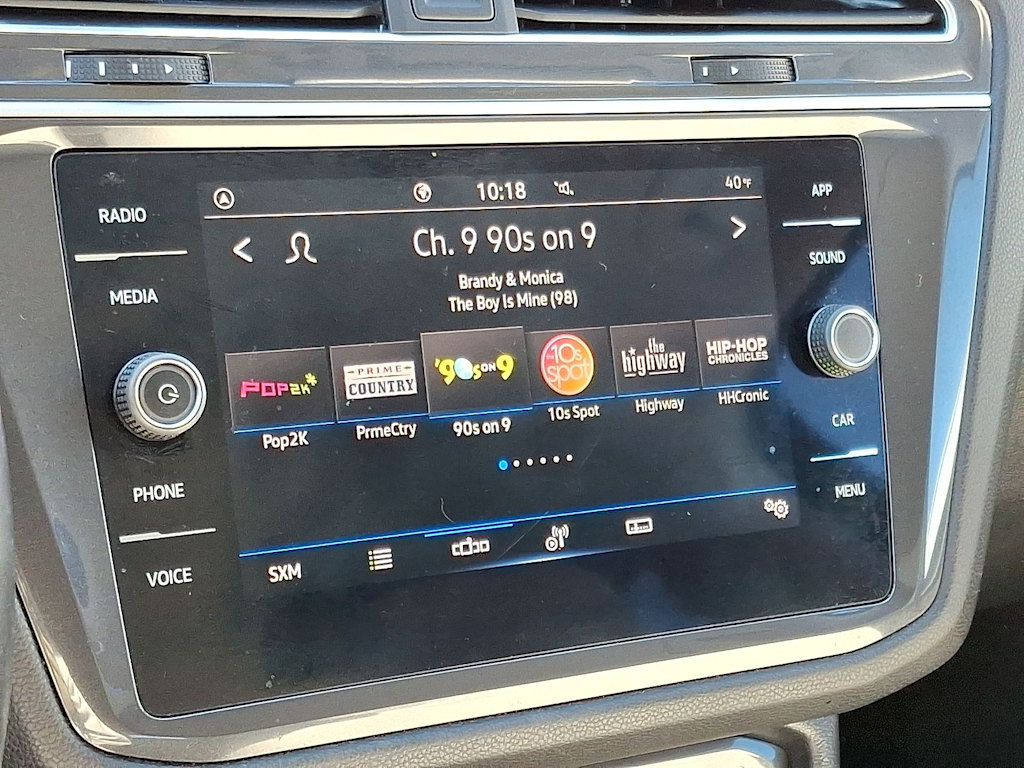 10:18
40°F
Ch. 9 90s on 9
Brandy & Monica
The Boy Is Mine (98)
RADIO
MEDIA
PHONE
VOICE
APP
SOUND
CAR
MENU
POP2K
PRIME
COUNTRY
'90s ON 9
the
10s
spot
the
highway
HIP-HOP
CHRONICLES
Pop2K
PrmeCtry
90s on 9
10s Spot
Highway
HHCronic
SXM